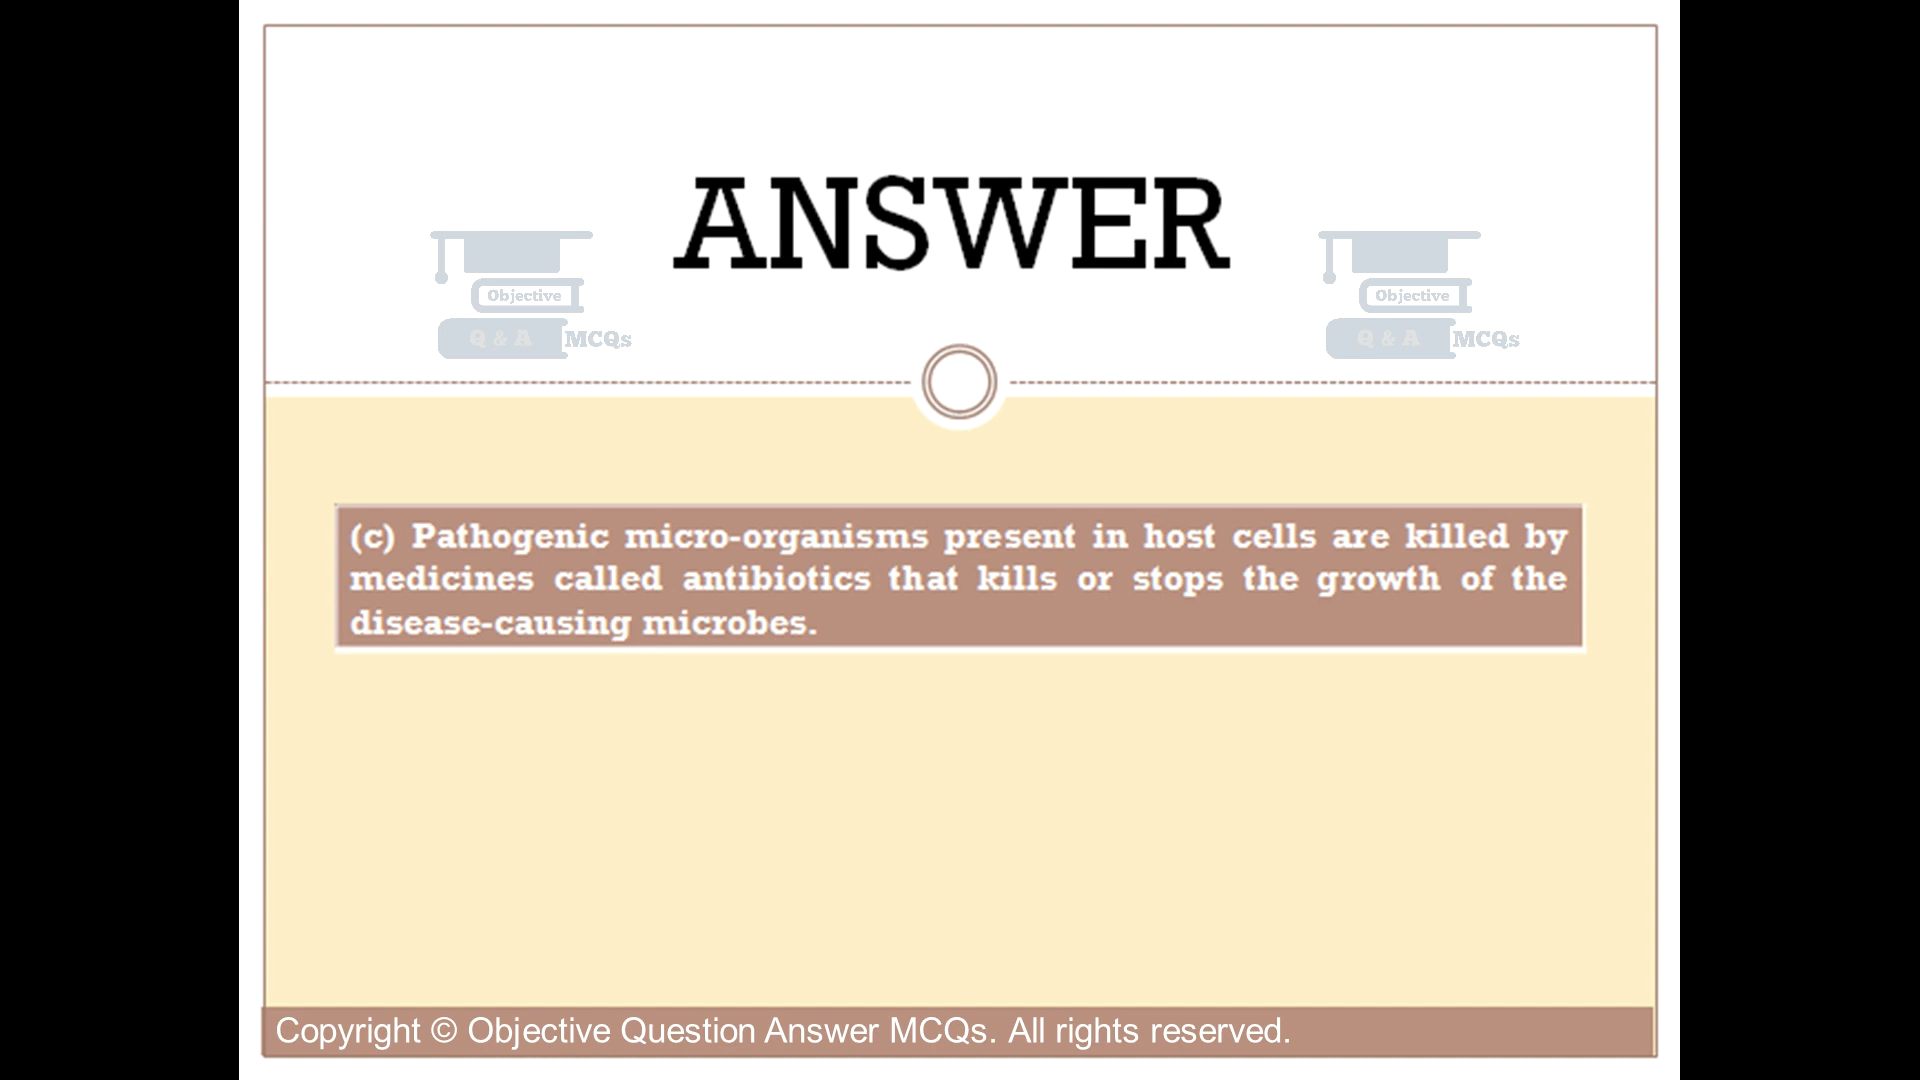 ANSWER
Objective
Q & A MCQs
Objective
Q & A MCQs
(c) Pathogenic micro-organisms present in host cells are killed by
medicines called antibiotics that kills or stops the growth of the
disease-causing microbes.
Copyright © Objective Question Answer MCQs. All rights reserved.